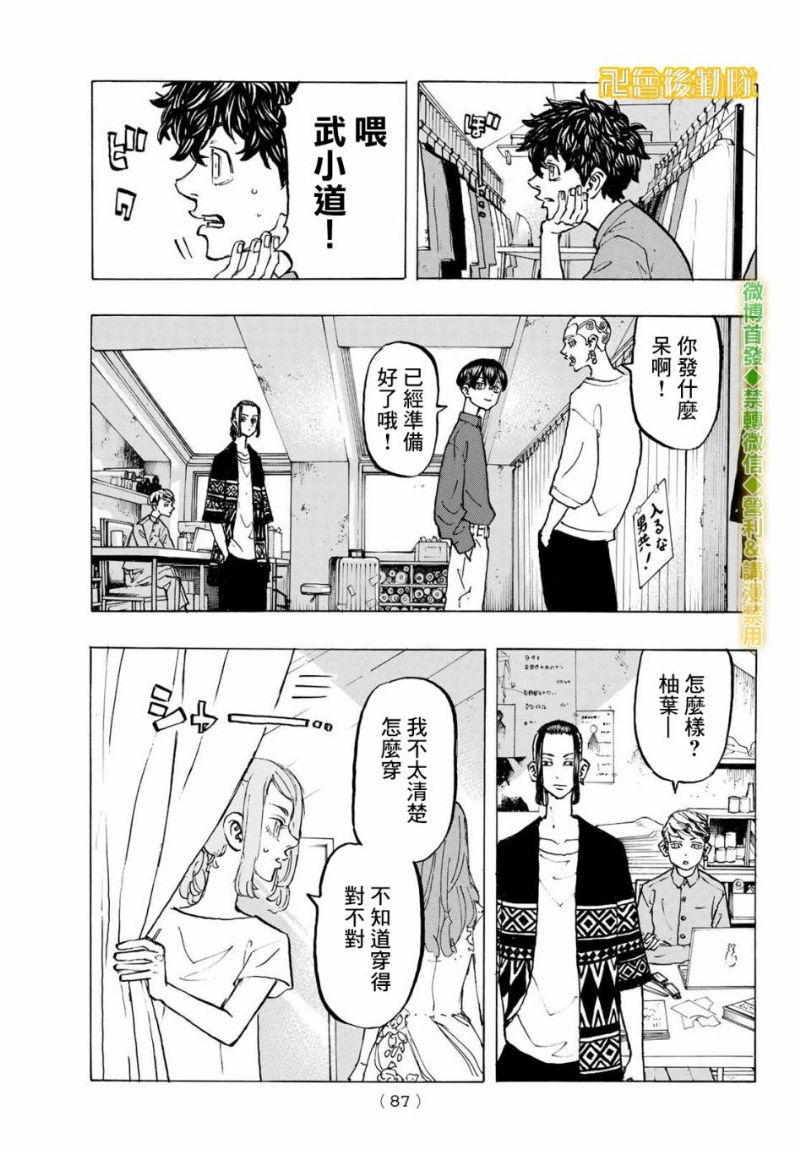 卍會後勤隊
ぽ〜
喂
武小道！
ビクッ
微博首發◆禁轉微信◆營利&講漫禁用
你發什麼
呆啊！
已經準備
好了哦！
入るな
男共！
怎麼樣？
柚葉—
我不太清楚
怎麼穿
不知道穿得
對不對
シャーー…
（87）